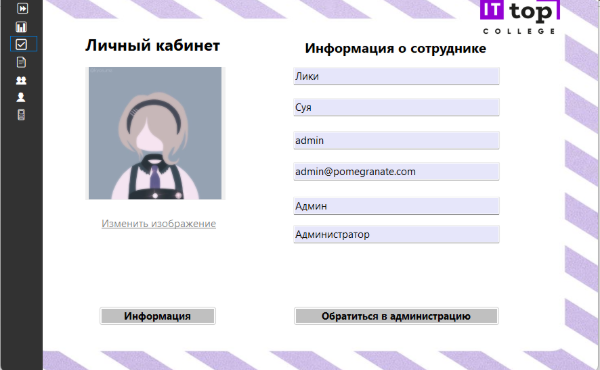 IT top
COLLEGE
Личный кабинет
Информация о сотруднике
Лики
Суя
admin
admin@pomegranate.com
Админ
Администратор
Изменить изображение
Информация
Обратиться в администрацию